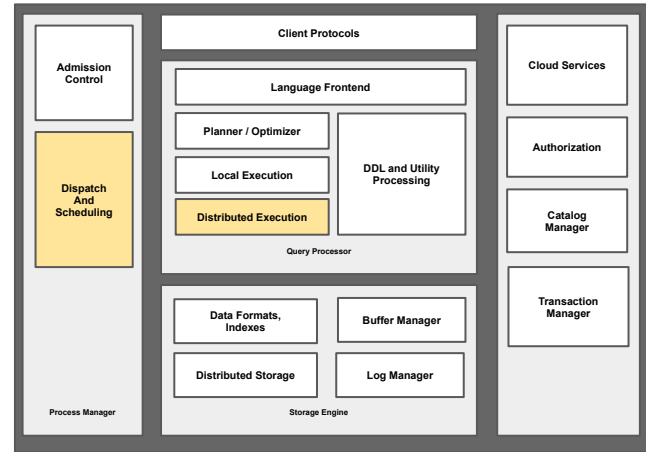 Admission
Control
Dispatch
And
Scheduling
Process Manager
Client Protocols
Language Frontend
Planner / Optimizer
Local Execution
Distributed Execution
DDL and Utility
Processing
Query Processor
Data Formats,
Indexes
Buffer Manager
Distributed Storage
Log Manager
Storage Engine
Cloud Services
Authorization
Catalog
Manager
Transaction
Manager